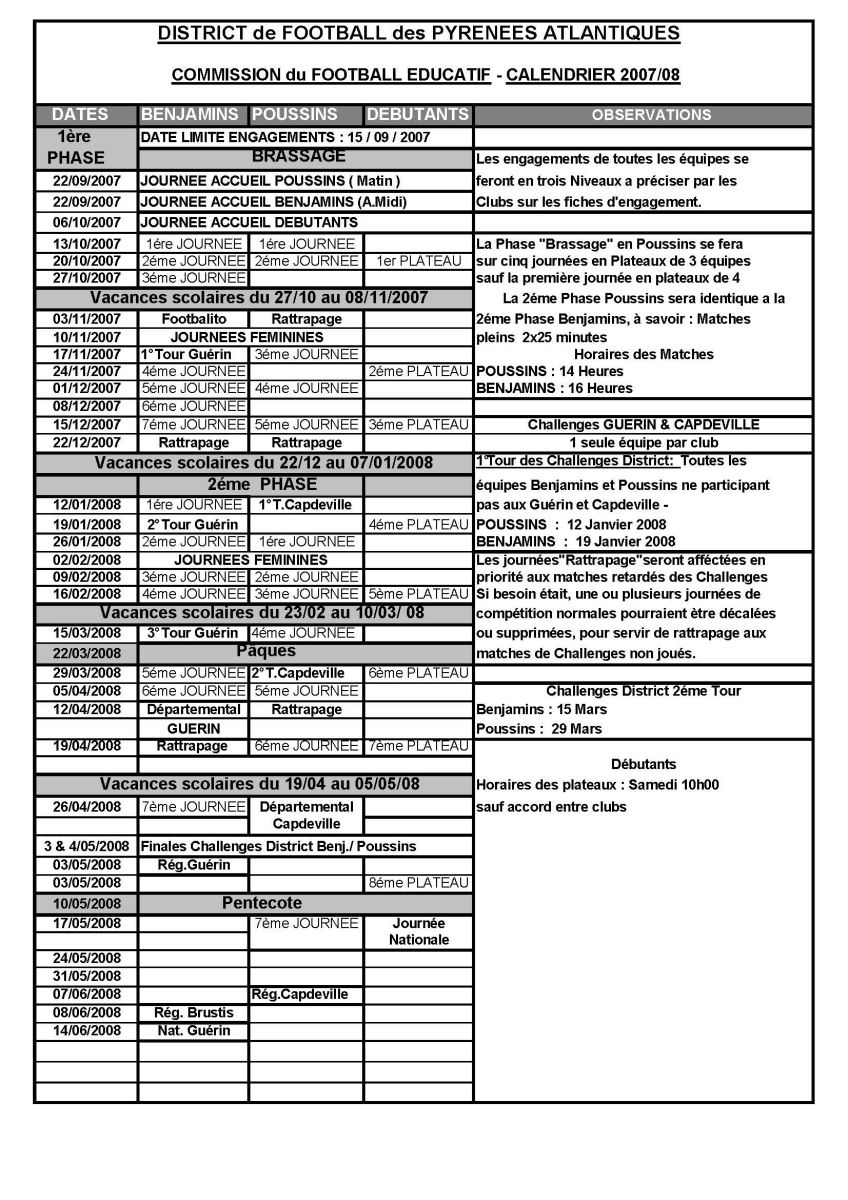 DISTRICT de FOOTBALL des PYRENEES ATLANTIQUES
COMMISSION du FOOTBALL EDUCATIF - CALENDRIER 2007/08
DATES BENJAMINS POUSSINS DEBUTANTS OBSERVATIONS
1ère DATE LIMITE ENGAGEMENTS : 15 / 09 / 2007
PHASE BRASSAGE Les engagements de toutes les équipes se
22/09/2007 JOURNEE ACCUEIL POUSSINS ( Matin ) feront en trois Niveaux a préciser par les
22/09/2007 JOURNEE ACCUEIL BENJAMINS (A.Midi) Clubs sur les fiches d'engagement.
06/10/2007 JOURNEE ACCUEIL DEBUTANTS
13/10/2007 1ére JOURNEE 1ére JOURNEE La Phase "Brassage" en Poussins se fera
20/10/2007 2éme JOURNEE 2éme JOURNEE 1er PLATEAU sur cinq journées en Plateaux de 3 équipes
27/10/2007 3éme JOURNEE sauf la première journée en plateaux de 4
Vacances scolaires du 27/10 au 08/11/2007 La 2éme Phase Poussins sera identique a la
03/11/2007 Footbalito Rattrapage 2éme Phase Benjamins, à savoir : Matches
10/11/2007 JOURNEES FEMININES pleins 2x25 minutes
17/11/2007 1°Tour Guérin 3éme JOURNEE Horaires des Matches
24/11/2007 4éme JOURNEE 2éme PLATEAU POUSSINS : 14 Heures
01/12/2007 5éme JOURNEE 4éme JOURNEE BENJAMINS : 16 Heures
08/12/2007 6éme JOURNEE
15/12/2007 7éme JOURNEE 5éme JOURNEE 3éme PLATEAU Challenges GUERIN & CAPDEVILLE
22/12/2007 Rattrapage Rattrapage 1 seule équipe par club
Vacances scolaires du 22/12 au 07/01/2008 1°Tour des Challenges District: Toutes les
2éme PHASE équipes Benjamins et Poussins ne participant
12/01/2008 1ére JOURNEE 1°T.Capdeville pas aux Guérin et Capdeville -
19/01/2008 2°Tour Guérin 4éme PLATEAU POUSSINS : 12 Janvier 2008
26/01/2008 2éme JOURNEE 1ére JOURNEE BENJAMINS : 19 Janvier 2008
02/02/2008 JOURNEES FEMININES Les journées"Rattrapage"seront afféctées en
09/02/2008 3éme JOURNEE 2éme JOURNEE priorité aux matches retardés des Challenges
16/02/2008 4éme JOURNEE 3éme JOURNEE 5ème PLATEAU Si besoin était, une ou plusieurs journées de
Vacances scolaires du 23/02 au 10/03/ 08 compétition normales pourraient ètre décalées
15/03/2008 3°Tour Guérin 4éme JOURNEE ou supprimées, pour servir de rattrapage aux
22/03/2008 Pâques matches de Challenges non joués.
29/03/2008 5éme JOURNEE 2°T.Capdeville 6ème PLATEAU
05/04/2008 6éme JOURNEE 5éme JOURNEE Challenges District 2éme Tour
12/04/2008 Départemental Rattrapage Benjamins : 15 Mars
GUERIN Poussins : 29 Mars
19/04/2008 Rattrapage 6éme JOURNEE 7ème PLATEAU
Débutants
Vacances scolaires du 19/04 au 05/05/08 Horaires des plateaux : Samedi 10h00
26/04/2008 7ème JOURNEE Départemental sauf accord entre clubs
Capdeville
3 & 4/05/2008 Finales Challenges District Benj./ Poussins
03/05/2008 Rég.Guérin
03/05/2008 8éme PLATEAU
10/05/2008 Pentecote
17/05/2008 7ème JOURNEE Journée
Nationale
24/05/2008
31/05/2008
07/06/2008 Rég.Capdeville
08/06/2008 Rég. Brustis
14/06/2008 Nat. Guérin